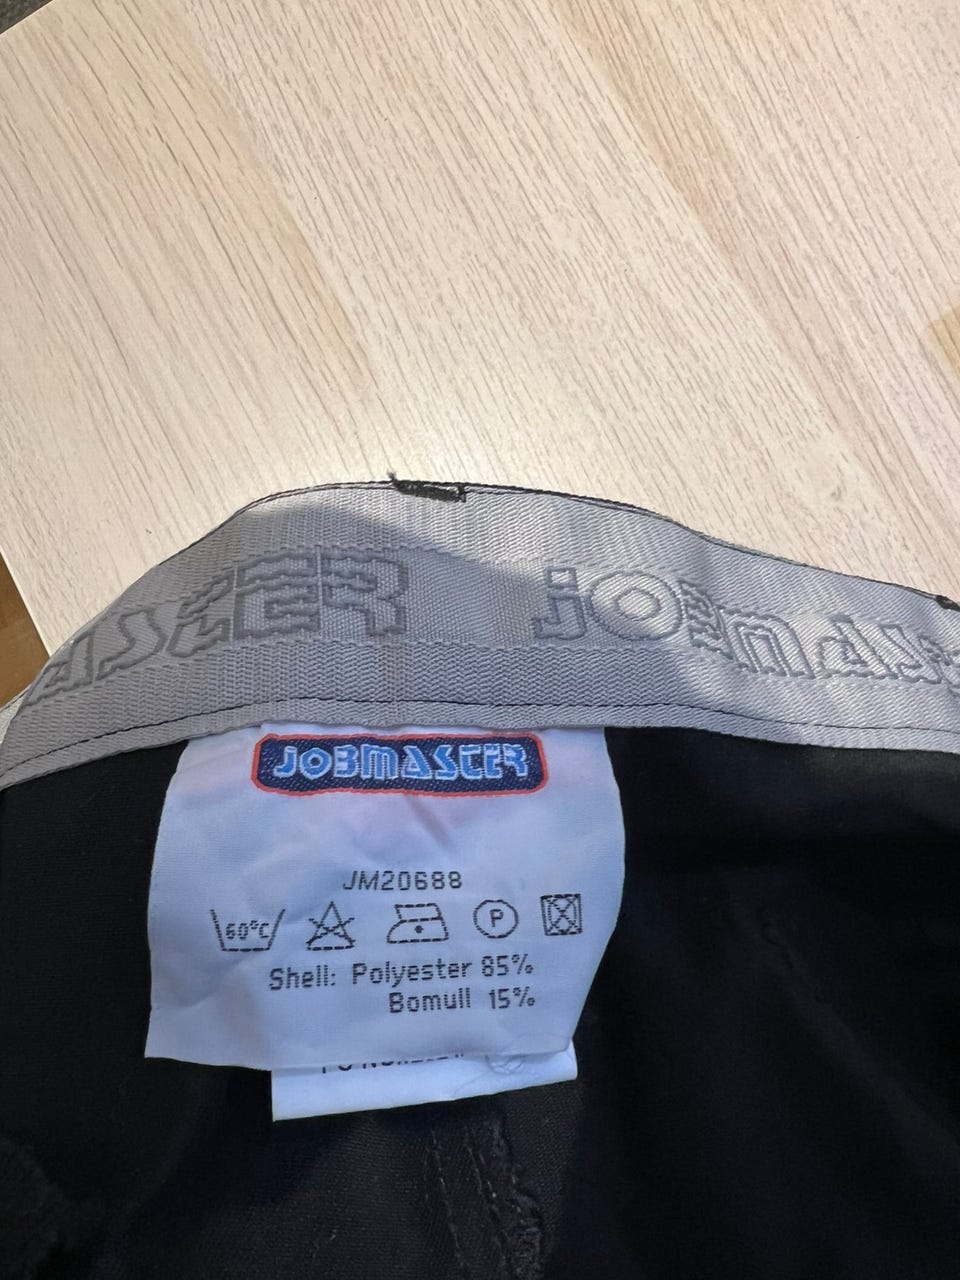 JOBMASTER
JOBMASTER
JM20688
60°C P
Shell: Polyester 85%
Bomull 15%